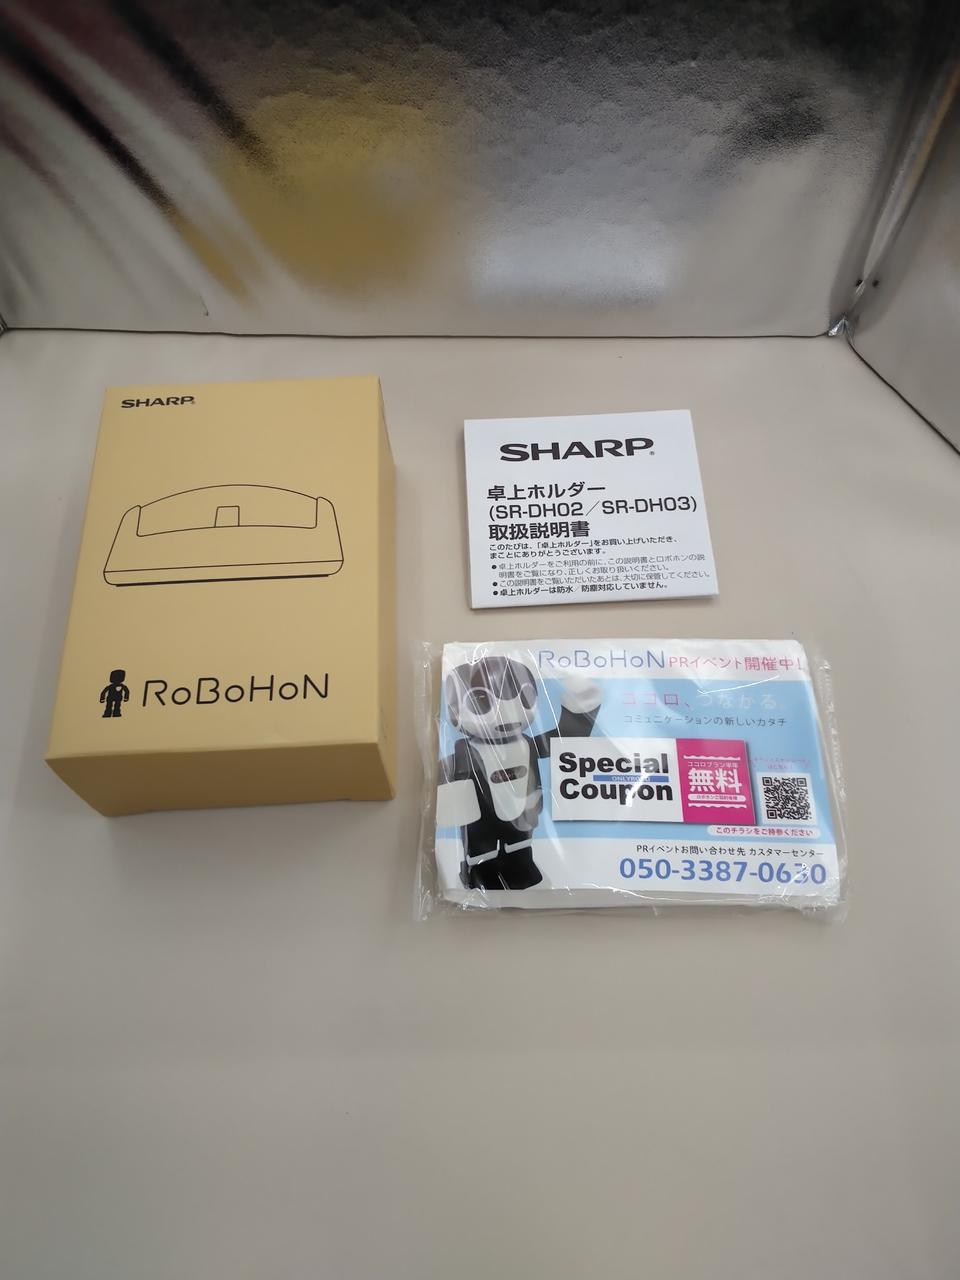 SHARP
RoBoHoN
SHARP
卓上ホルダー
(SR-DH02／SR-DH03)
取扱説明書
このたびは、「卓上ホルダー」をお買い上げいただき、
まことにありがとうございます。
● 卓上ホルダーをご利用の前に、この説明書とロボホンの説
明書をご覧になり、正しくお取り扱いください。
● この説明書をご覧いただいたあとは、大切に保管してください。
● 卓上ホルダーは防水／防塵対応していません。
RoBoHoN PRイベント開催中！
ココロ、つながる。
コミュニケーションの新しいカタチ
Special
Coupon
ココロプラン半年
無料
このチラシをご持参ください
PRイベントお問い合わせ先 カスタマーセンター
050-3387-0630